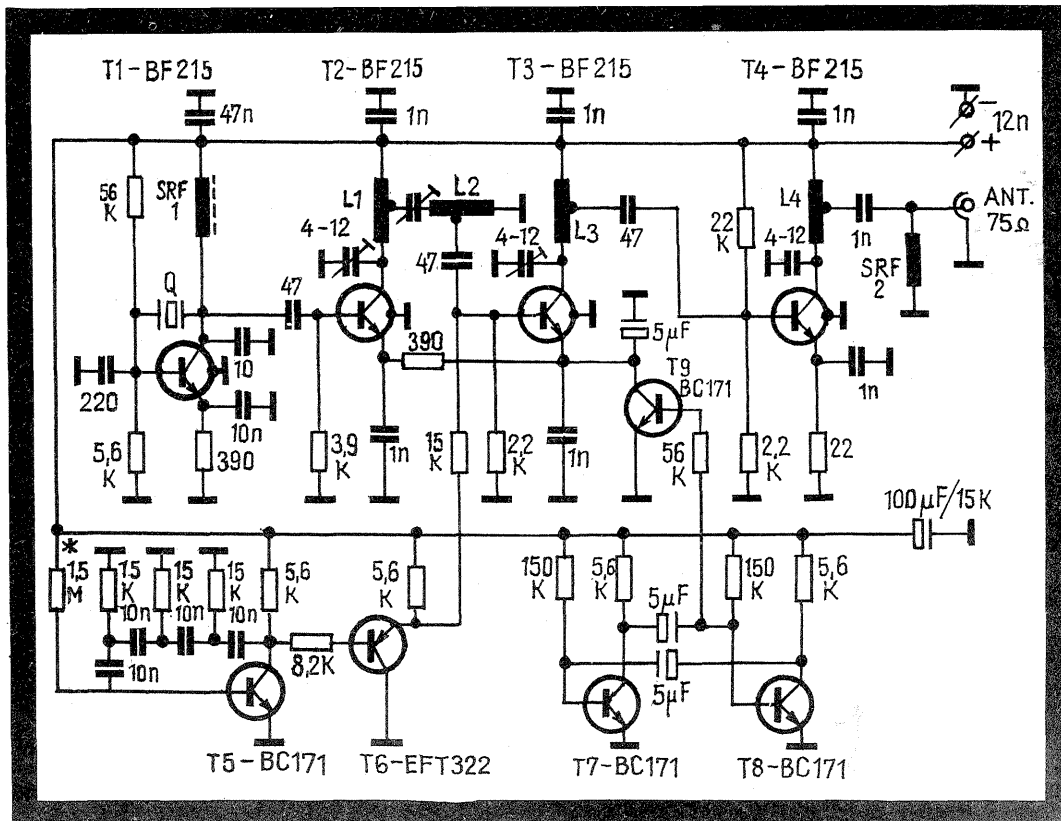 T1-BF215
T2-BF215
T3-BF215
T4-BF215
47n
1n
1n
1n
-
12n
+
56
K
SRF
1
L1
L2
L3
L4
22
K
ANT.
75Ω
4-12
4-12
4-12
47
47
1n
SRF
2
Q
47
390
5µF
T9
BC171
10
10n
220
5,6
K
390
3,9
K
1n
15
K
2,2
K
1n
56
K
2,2
K
22
1n
100µF/15K
*
1,5
M
15
K
15
K
15
K
10n
10n
10n
10n
5,6
K
8,2K
5,6
K
150
K
5,6
K
150
K
5,6
K
5µF
5µF
T5-BC171
T6-EFT322
T7-BC171
T8-BC171